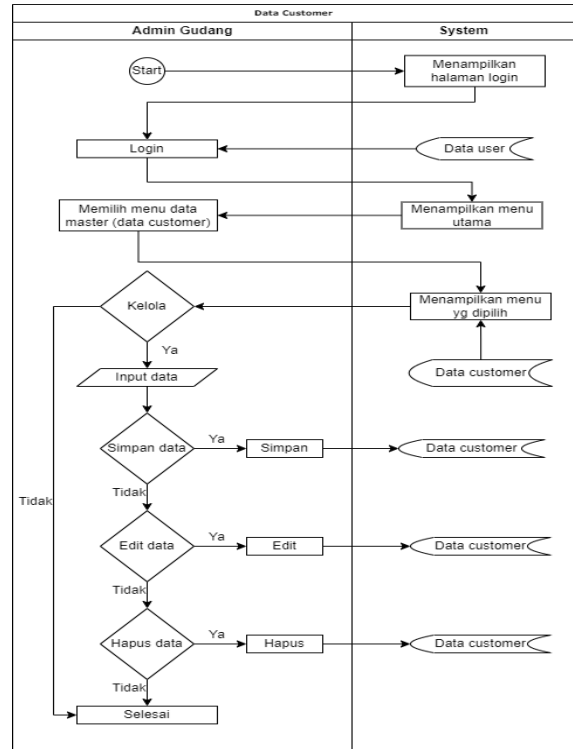 Data Customer
Admin Gudang
System
Start
Menampilkan
halaman login
Login
Data user
Memilih menu data
master (data customer)
Menampilkan menu
utama
Kelola
Menampilkan menu
yg dipilih
Ya
Input data
Data customer
Simpan data
Ya
Simpan
Data customer
Tidak
Tidak
Edit data
Ya
Edit
Data customer
Tidak
Hapus data
Ya
Hapus
Data customer
Tidak
Selesai